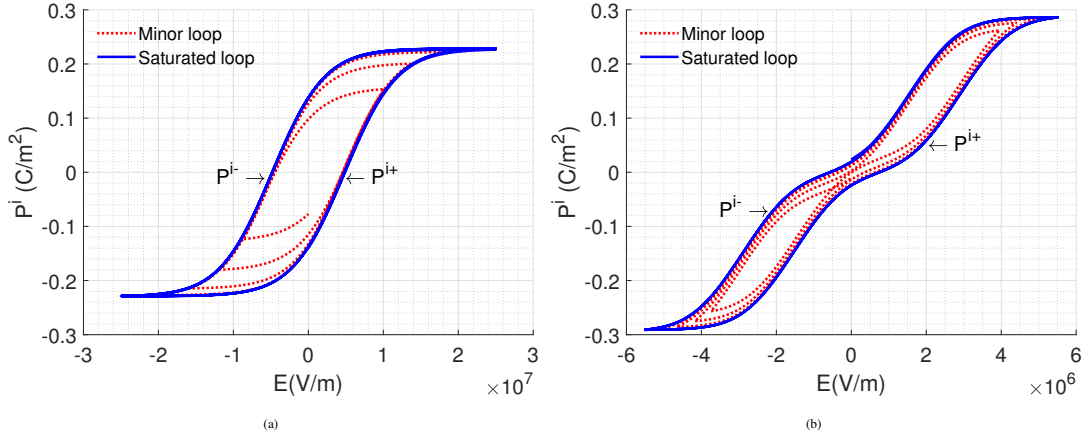 0.3
0.2
0.1
0
-0.1
-0.2
-0.3
P^i (C/m^2)
Minor loop
Saturated loop
P^i-
P^i+
-3 -2 -1 0 1 2 3
E(V/m)
×10^7
(a)
0.3
0.2
0.1
0
-0.1
-0.2
-0.3
P^i (C/m^2)
Minor loop
Saturated loop
P^i+
P^i-
-6 -4 -2 0 2 4 6
E(V/m)
×10^6
(b)